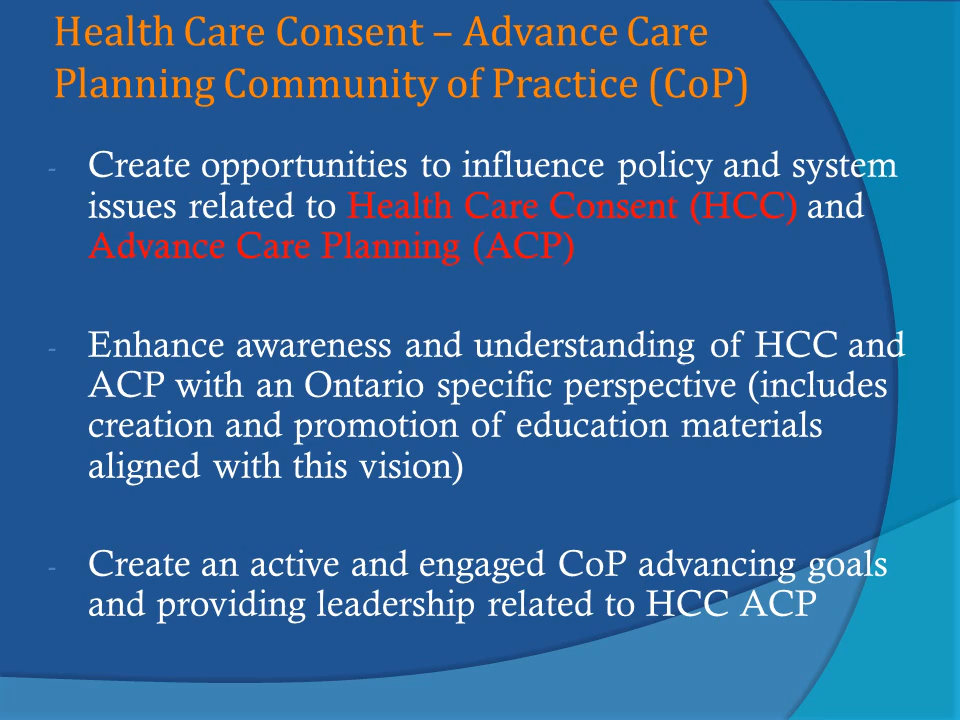 Health Care Consent – Advance Care
Planning Community of Practice (CoP)
- Create opportunities to influence policy and system
issues related to Health Care Consent (HCC) and
Advance Care Planning (ACP)
- Enhance awareness and understanding of HCC and
ACP with an Ontario specific perspective (includes
creation and promotion of education materials
aligned with this vision)
- Create an active and engaged CoP advancing goals
and providing leadership related to HCC ACP